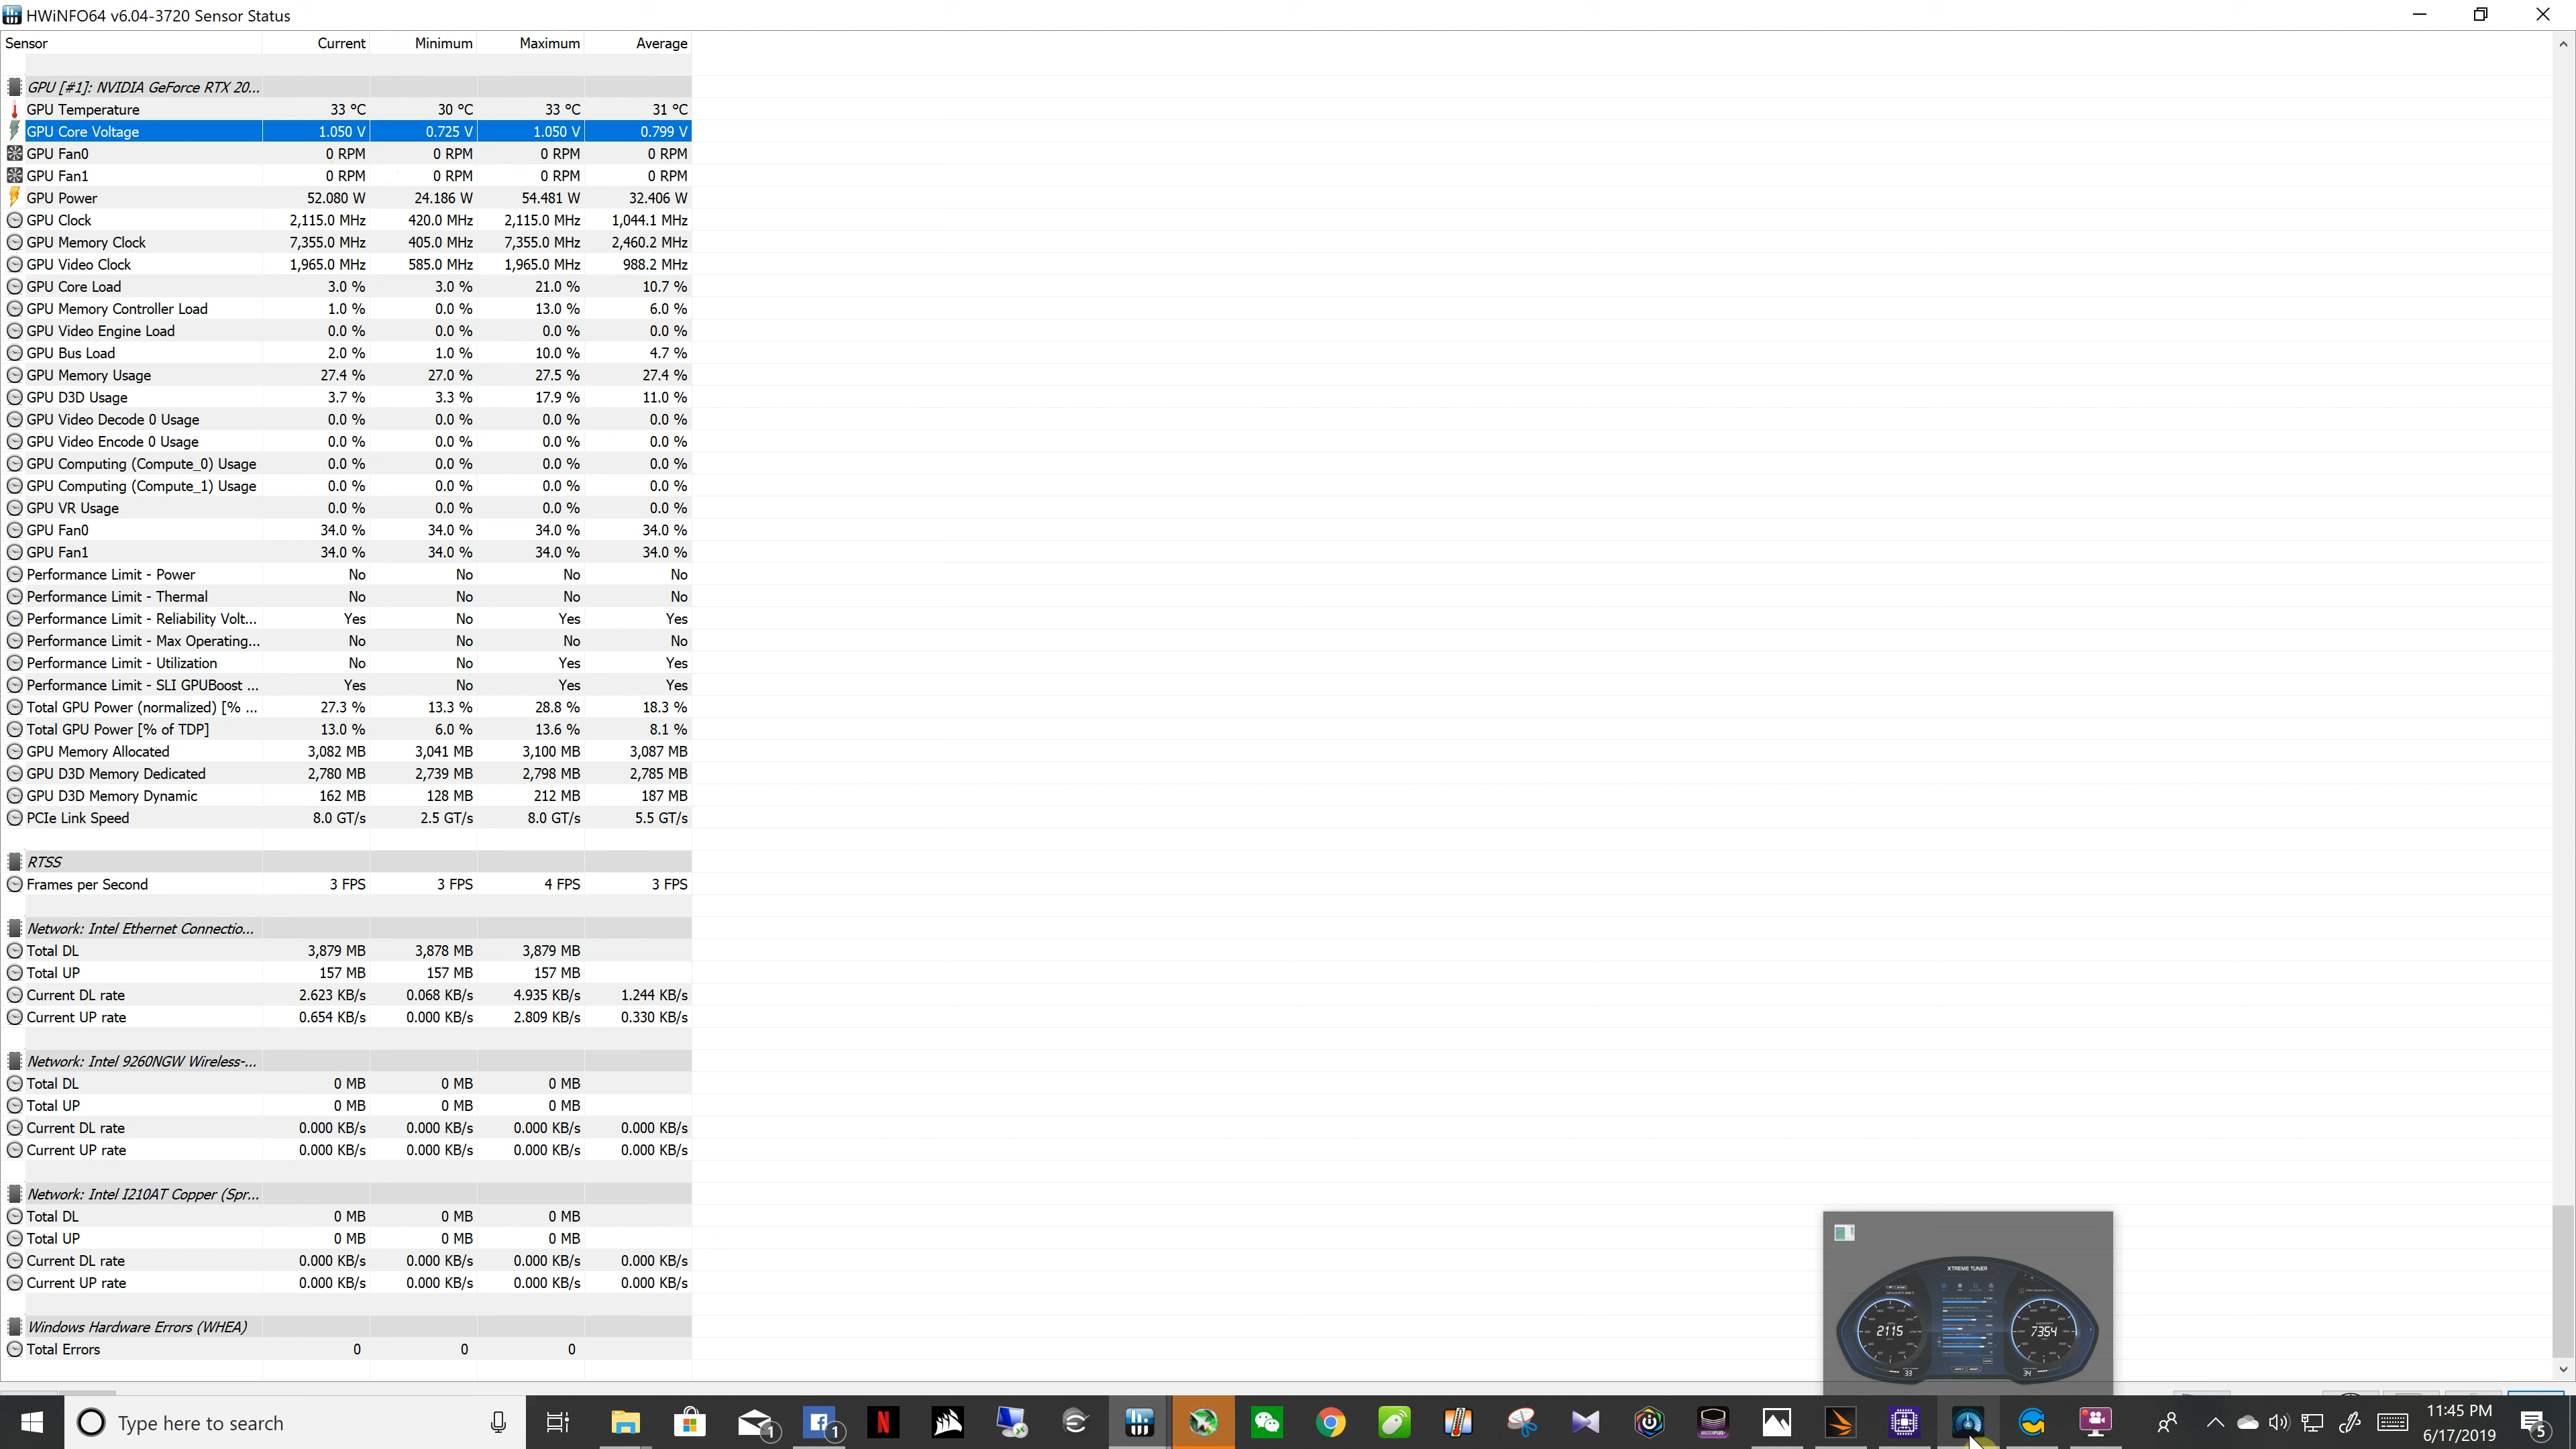 HWiNFO64 v6.04-3720 Sensor Status
Sensor Current Minimum Maximum Average
GPU [#1]: NVIDIA GeForce RTX 20...
GPU Temperature 33 °C 30 °C 33 °C 31 °C
GPU Core Voltage 1.050 V 0.725 V 1.050 V 0.799 V
GPU Fan0 0 RPM 0 RPM 0 RPM 0 RPM
GPU Fan1 0 RPM 0 RPM 0 RPM 0 RPM
GPU Power 52.080 W 24.186 W 54.481 W 32.406 W
GPU Clock 2,115.0 MHz 420.0 MHz 2,115.0 MHz 1,044.1 MHz
GPU Memory Clock 7,355.0 MHz 405.0 MHz 7,355.0 MHz 2,460.2 MHz
GPU Video Clock 1,965.0 MHz 585.0 MHz 1,965.0 MHz 988.2 MHz
GPU Core Load 3.0 % 3.0 % 21.0 % 10.7 %
GPU Memory Controller Load 1.0 % 0.0 % 13.0 % 6.0 %
GPU Video Engine Load 0.0 % 0.0 % 0.0 % 0.0 %
GPU Bus Load 2.0 % 1.0 % 10.0 % 4.7 %
GPU Memory Usage 27.4 % 27.0 % 27.5 % 27.4 %
GPU D3D Usage 3.7 % 3.3 % 17.9 % 11.0 %
GPU Video Decode 0 Usage 0.0 % 0.0 % 0.0 % 0.0 %
GPU Video Encode 0 Usage 0.0 % 0.0 % 0.0 % 0.0 %
GPU Computing (Compute_0) Usage 0.0 % 0.0 % 0.0 % 0.0 %
GPU Computing (Compute_1) Usage 0.0 % 0.0 % 0.0 % 0.0 %
GPU VR Usage 0.0 % 0.0 % 0.0 % 0.0 %
GPU Fan0 34.0 % 34.0 % 34.0 % 34.0 %
GPU Fan1 34.0 % 34.0 % 34.0 % 34.0 %
Performance Limit - Power No No No No
Performance Limit - Thermal No No No No
Performance Limit - Reliability Volt... Yes No Yes Yes
Performance Limit - Max Operating... No No No No
Performance Limit - Utilization No No Yes Yes
Performance Limit - SLI GPUBoost ... Yes No Yes Yes
Total GPU Power (normalized) [% ... 27.3 % 13.3 % 28.8 % 18.3 %
Total GPU Power [% of TDP] 13.0 % 6.0 % 13.6 % 8.1 %
GPU Memory Allocated 3,082 MB 3,041 MB 3,100 MB 3,087 MB
GPU D3D Memory Dedicated 2,780 MB 2,739 MB 2,798 MB 2,785 MB
GPU D3D Memory Dynamic 162 MB 128 MB 212 MB 187 MB
PCIe Link Speed 8.0 GT/s 2.5 GT/s 8.0 GT/s 5.5 GT/s
RTSS
Frames per Second 3 FPS 3 FPS 4 FPS 3 FPS
Network: Intel Ethernet Connectio...
Total DL 3,879 MB 3,878 MB 3,879 MB
Total UP 157 MB 157 MB 157 MB
Current DL rate 2.623 KB/s 0.068 KB/s 4.935 KB/s 1.244 KB/s
Current UP rate 0.654 KB/s 0.000 KB/s 2.809 KB/s 0.330 KB/s
Network: Intel 9260NGW Wireless-...
Total DL 0 MB 0 MB 0 MB
Total UP 0 MB 0 MB 0 MB
Current DL rate 0.000 KB/s 0.000 KB/s 0.000 KB/s 0.000 KB/s
Current UP rate 0.000 KB/s 0.000 KB/s 0.000 KB/s 0.000 KB/s
Network: Intel I210AT Copper (Spr...
Total DL 0 MB 0 MB 0 MB
Total UP 0 MB 0 MB 0 MB
Current DL rate 0.000 KB/s 0.000 KB/s 0.000 KB/s 0.000 KB/s
Current UP rate 0.000 KB/s 0.000 KB/s 0.000 KB/s 0.000 KB/s
Windows Hardware Errors (WHEA)
Total Errors 0 0 0
XTREME TUNER
2115 7354
33 34
Type here to search
1 1 N
11:45 PM
6/17/2019
5